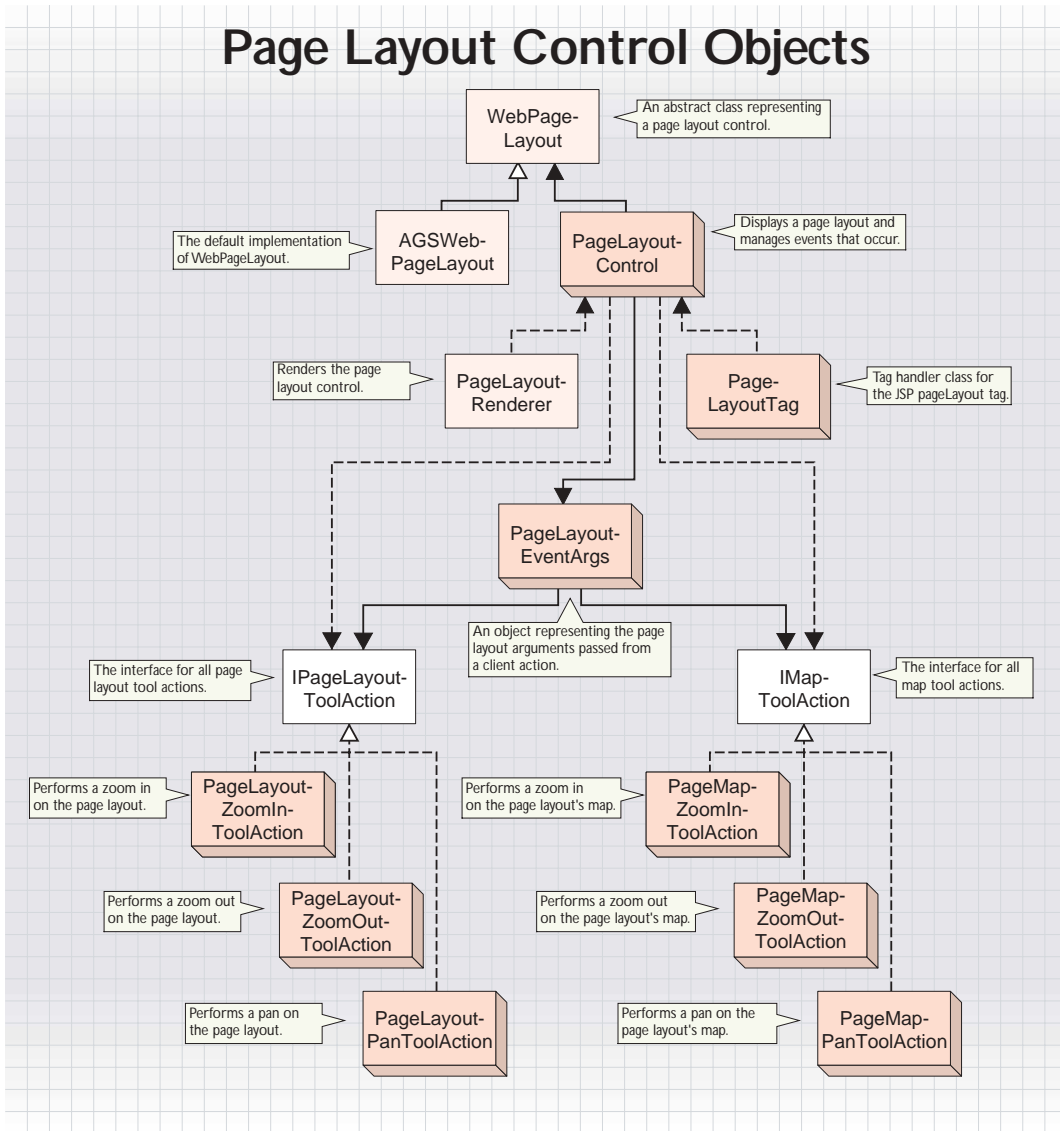 Page Layout Control Objects
WebPage-
Layout
An abstract class representing
a page layout control.
The default implementation
of WebPageLayout.
AGSWeb-
PageLayout
PageLayout-
Control
Displays a page layout and
manages events that occur.
Renders the page
layout control.
PageLayout-
Renderer
Page-
LayoutTag
Tag handler class for
the JSP pageLayout tag.
PageLayout-
EventArgs
An object representing the page
layout arguments passed from
a client action.
The interface for all page
layout tool actions.
IPageLayout-
ToolAction
IMap-
ToolAction
The interface for all
map tool actions.
Performs a zoom in
on the page layout.
PageLayout-
ZoomIn-
ToolAction
Performs a zoom in
on the page layout's map.
PageMap-
ZoomIn-
ToolAction
Performs a zoom out
on the page layout.
PageLayout-
ZoomOut-
ToolAction
Performs a zoom out
on the page layout's map.
PageMap-
ZoomOut-
ToolAction
Performs a pan on
the page layout.
PageLayout-
PanToolAction
Performs a pan on the
page layout's map.
PageMap-
PanToolAction